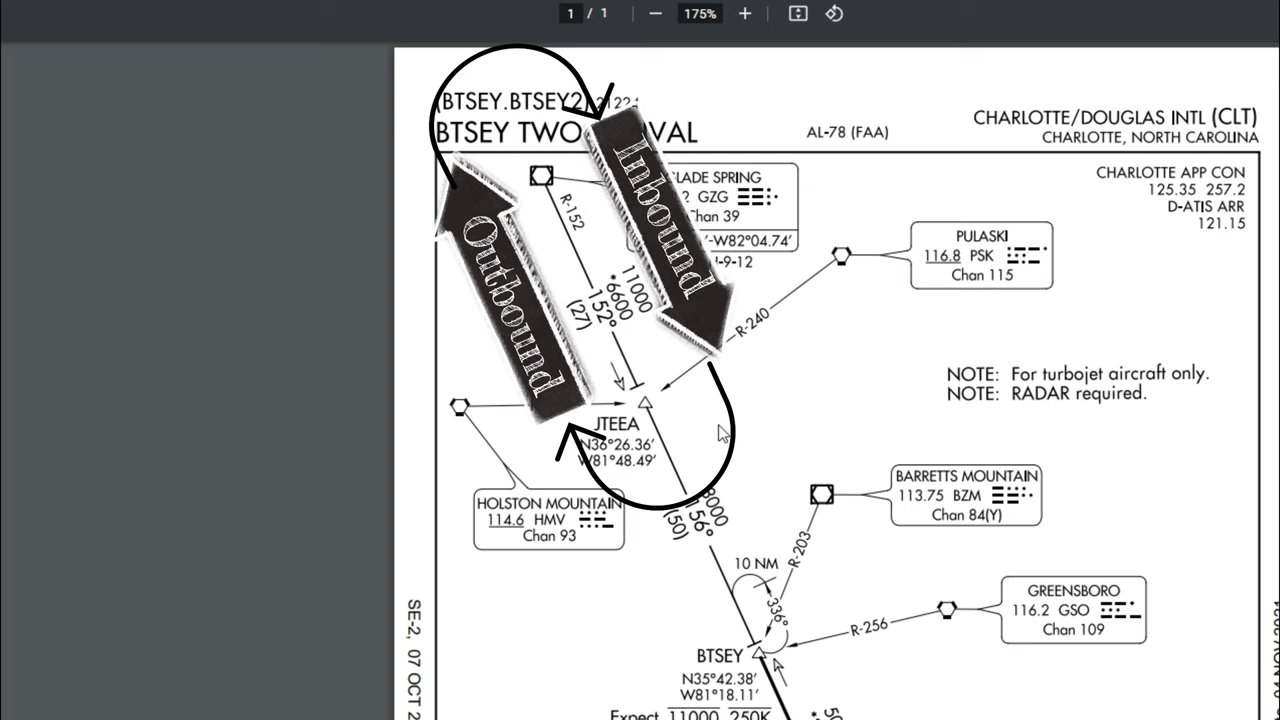 1 / 1
175%
(BTSEY.BTSEY2)
BTSEY TWO
AL-78 (FAA)
CHARLOTTE/DOUGLAS INTL (CLT)
CHARLOTTE, NORTH CAROLINA
CHARLOTTE APP CON
125.35 257.2
D-ATIS ARR
121.15
Inbound
Outbound
SPRING
GZG
Chan 39
W82°04.74′
R-152
11000
*6600
152°
(27)
PULASKI
116.8 PSK
Chan 115
R-240
NOTE: For turbojet aircraft only.
NOTE: RADAR required.
JTEEA
N36°26.36′
W81°48.49′
HOLSTON MOUNTAIN
114.6 HMV
Chan 93
8000
156°
(50)
BARRETTS MOUNTAIN
113.75 BZM
Chan 84(Y)
R-203
10 NM
336°
GREENSBORO
116.2 GSO
Chan 109
R-256
BTSEY
N35°42.38′
W81°18.11′
Expect 11000 250K
SE-2, 07 OCT 2